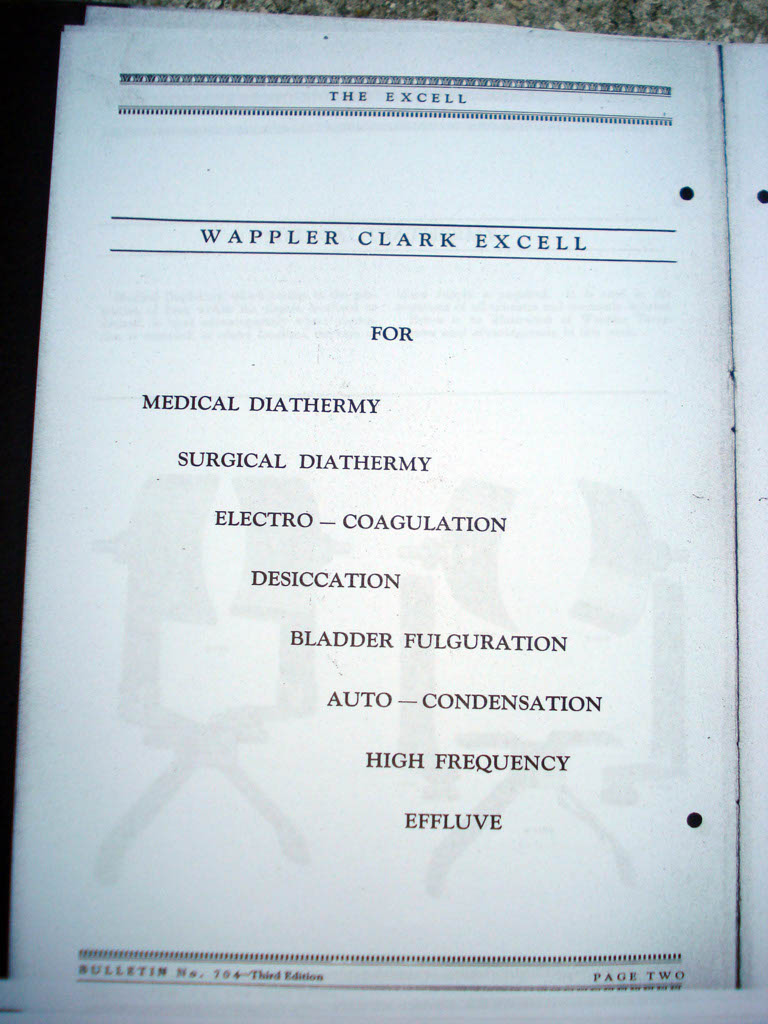 THE EXCELL
WAPPLER CLARK EXCELL
FOR
MEDICAL DIATHERMY
SURGICAL DIATHERMY
ELECTRO — COAGULATION
DESICCATION
BLADDER FULGURATION
AUTO — CONDENSATION
HIGH FREQUENCY
EFFLUVE
BULLETIN No. 704—Third Edition
PAGE TWO